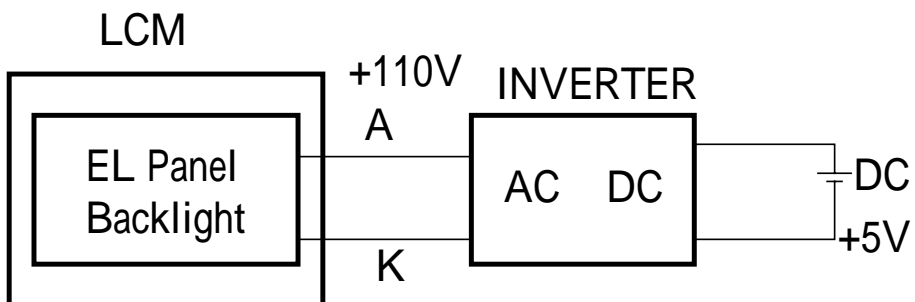 LCM
+110V
INVERTER
A
EL Panel
Backlight
AC DC
DC
+5V
K